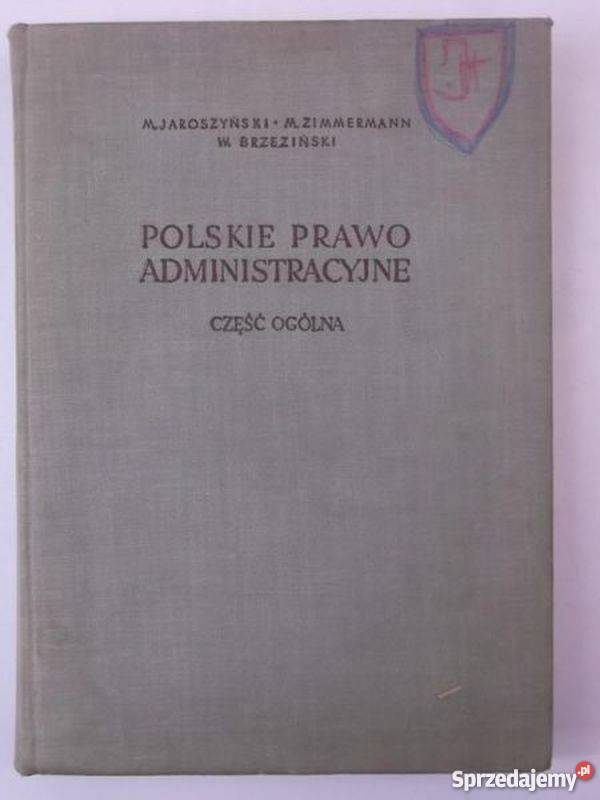 M. JAROSZYŃSKI • M. ZIMMERMANN
W. BRZEZIŃSKI
POLSKIE PRAWO
ADMINISTRACYJNE
CZĘŚĆ OGÓLNA
Sprzedajemy.pl